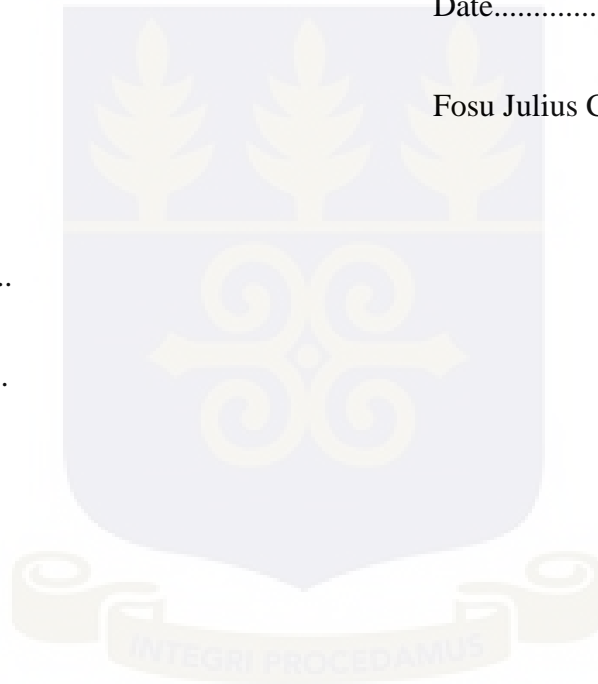 Date.............
Fosu Julius
..
.
INTEGRI PROCEDAMUS